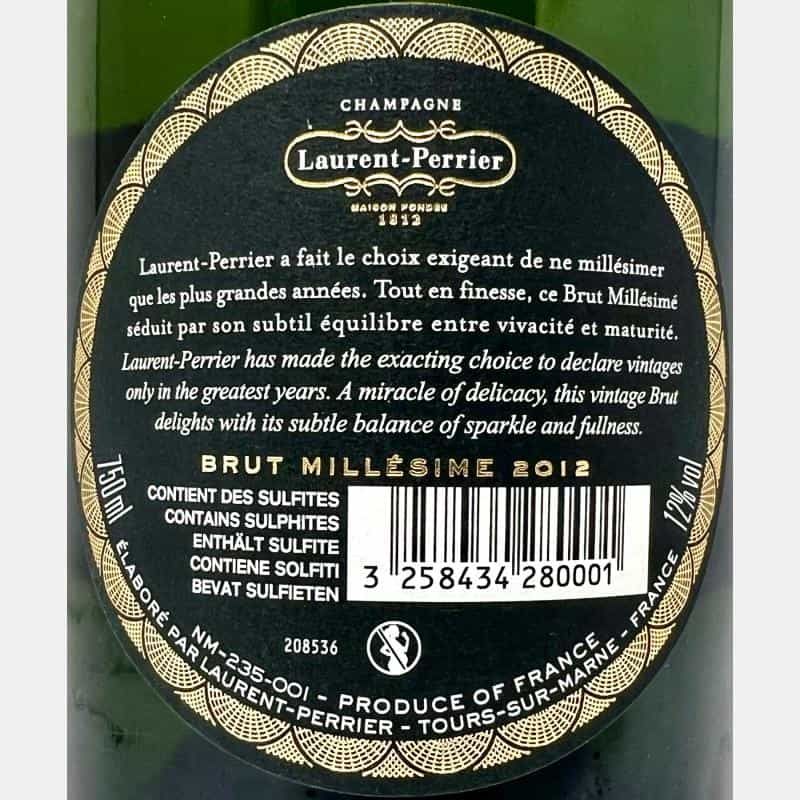 CHAMPAGNE
Laurent-Perrier
MAISON FONDÉE
1812
Laurent-Perrier a fait le choix exigeant de ne millésimer
que les plus grandes années. Tout en finesse, ce Brut Millésimé
séduit par son subtil équilibre entre vivacité et maturité.
Laurent-Perrier has made the exacting choice to declare vintages
only in the greatest years. A miracle of delicacy, this vintage Brut
delights with its subtle balance of sparkle and fullness.
BRUT MILLÉSIME 2012
750 ml
CONTIENT DES SULFITES
CONTAINS SULPHITES
ENTHÄLT SULFITE
CONTIENE SOLFITI
BEVAT SULFIETEN
3 258434 280001
12% vol
208536
NM-235-001 - PRODUCE OF FRANCE
ÉLABORÉ PAR LAURENT-PERRIER - TOURS-SUR-MARNE - FRANCE